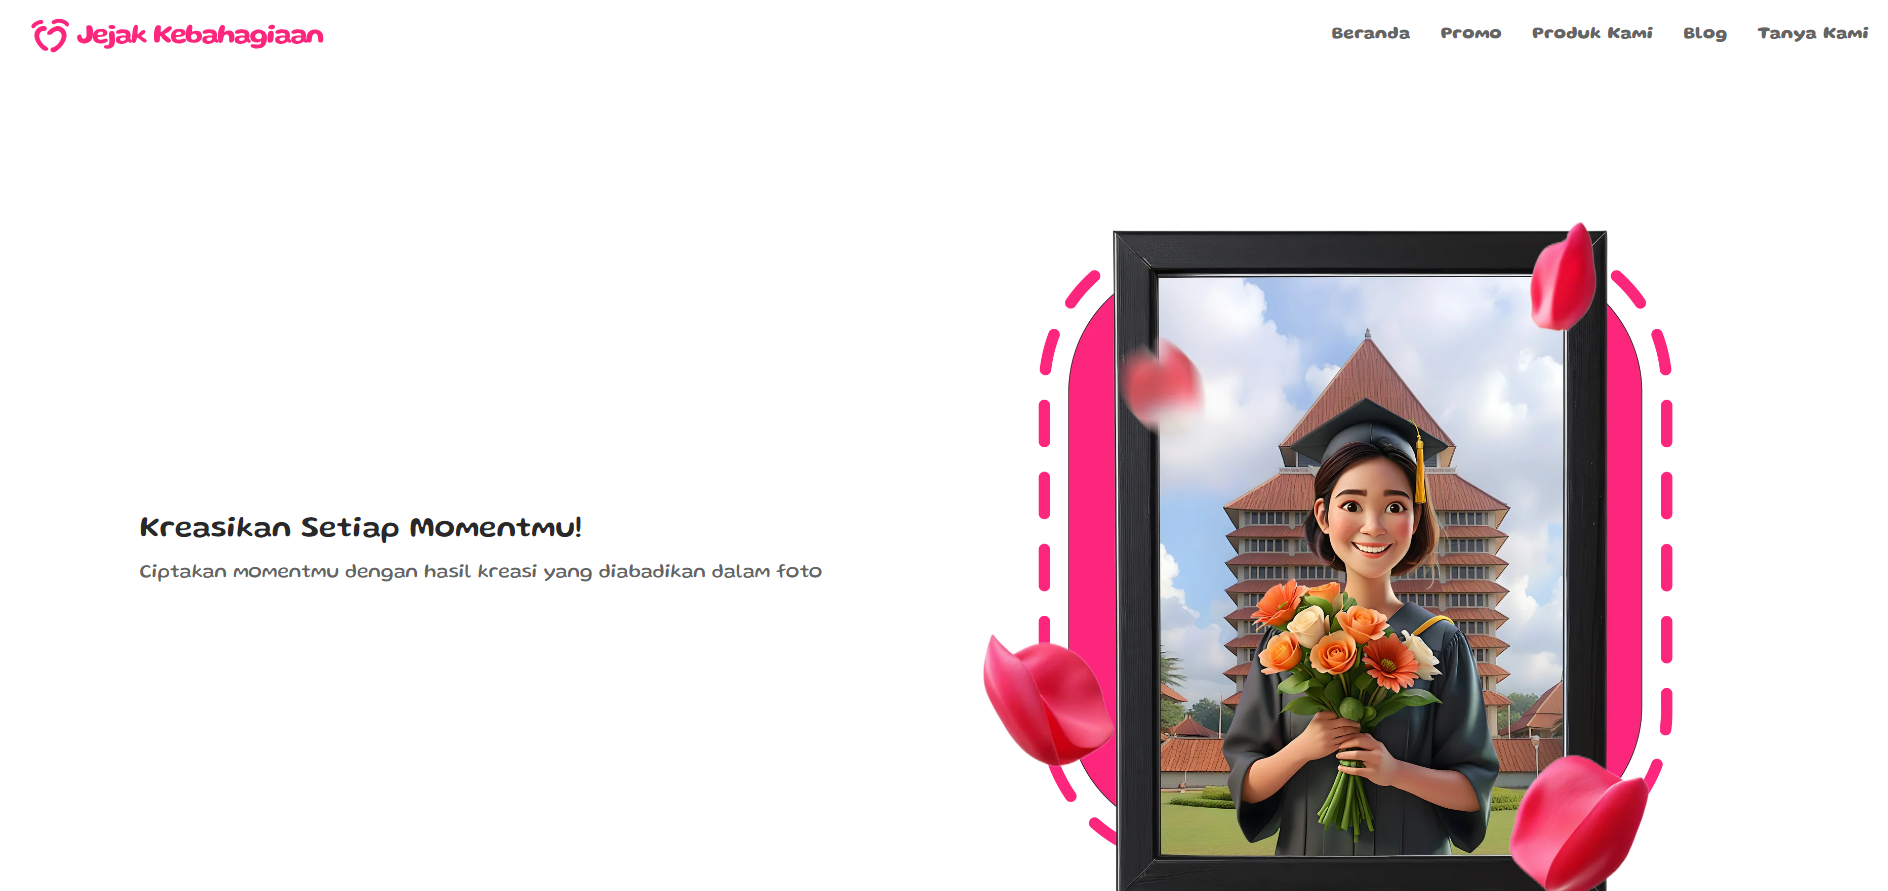 Jejak Kebahagiaan
Beranda Promo Produk Kami Blog Tanya Kami
Kreasikan Setiap Momentmu!
Ciptakan momentmu dengan hasil kreasi yang diabadikan dalam foto